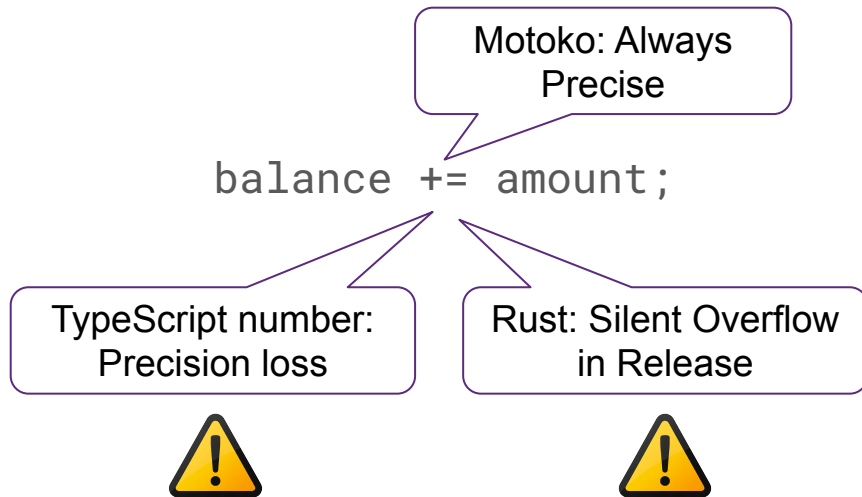 Motoko: Always
Precise
balance += amount;
TypeScript number:
Precision loss
Rust: Silent Overflow
in Release